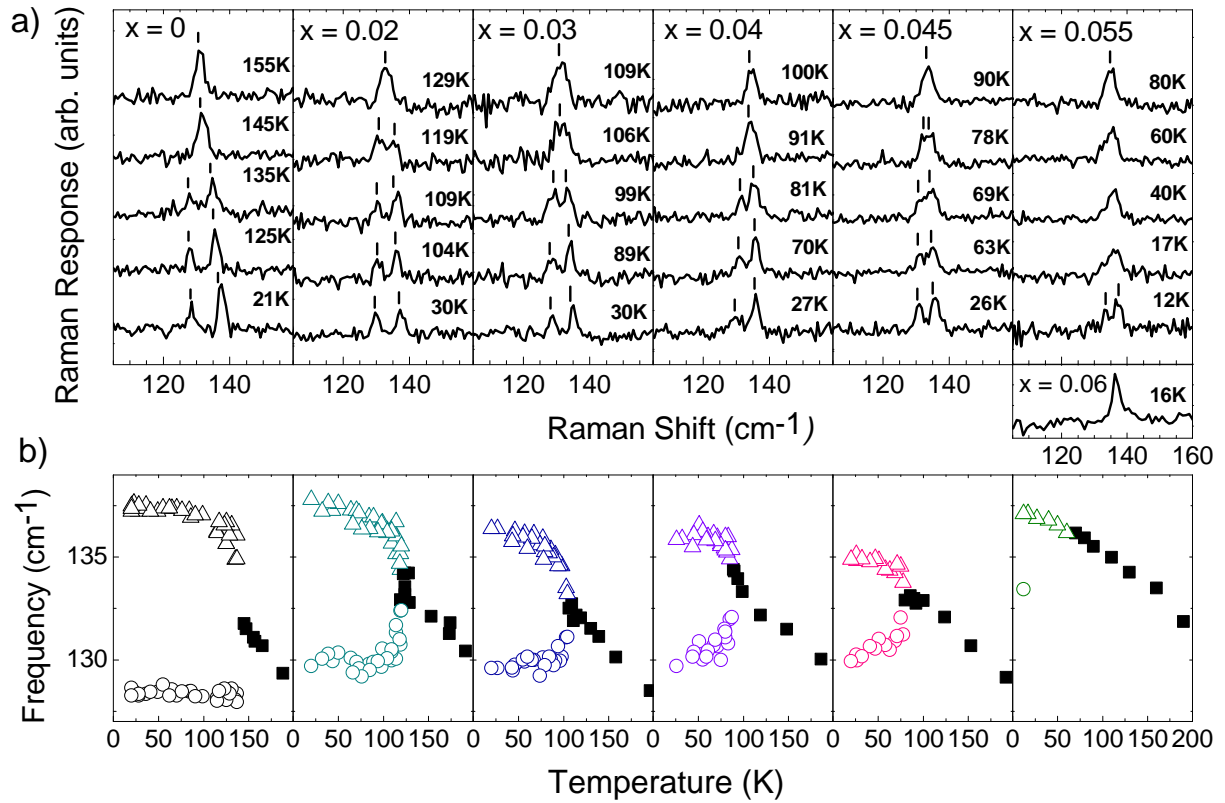 a)
Raman Response (arb. units)
x = 0
155K
145K
135K
125K
21K
x = 0.02
129K
119K
109K
104K
30K
x = 0.03
109K
106K
99K
89K
30K
x = 0.04
100K
91K
81K
70K
27K
x = 0.045
90K
78K
69K
63K
26K
x = 0.055
80K
60K
40K
17K
12K
120 140 120 140 120 140 120 140 120 140
x = 0.06
16K
120 140 160
Raman Shift (cm-1)
b)
Frequency (cm-1)
135
130
0 50 100 150 0 50 100 150 0 50 100 150 0 50 100 150 0 50 100 150 0 50 100 150 200
Temperature (K)